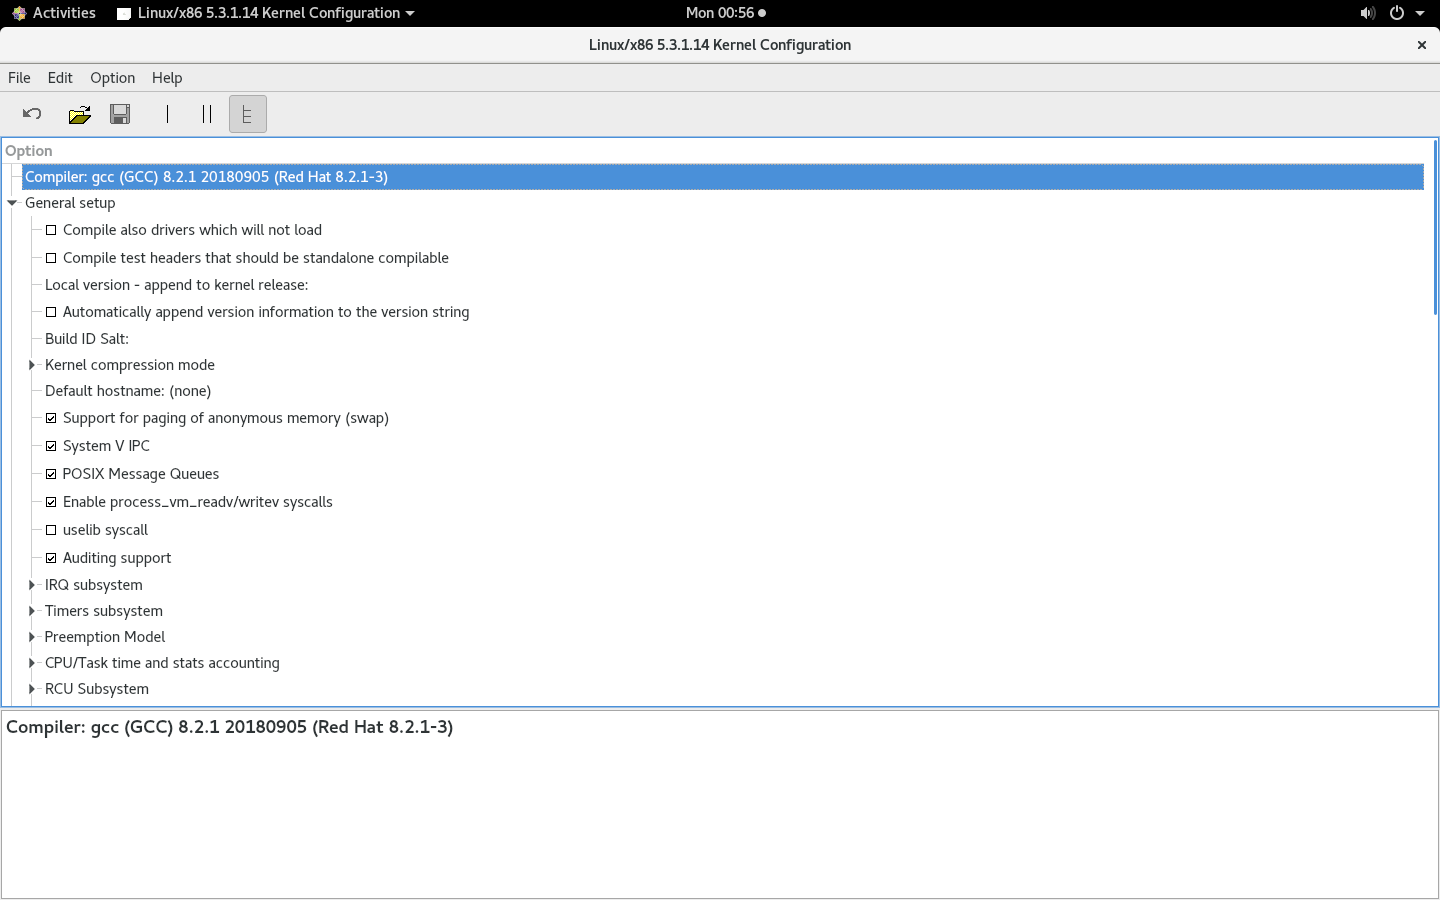 Activities Linux/x86 5.3.1.14 Kernel Configuration Mon 00:56
Linux/x86 5.3.1.14 Kernel Configuration
File Edit Option Help
Option
Compiler: gcc (GCC) 8.2.1 20180905 (Red Hat 8.2.1-3)
General setup
Compile also drivers which will not load
Compile test headers that should be standalone compilable
Local version - append to kernel release:
Automatically append version information to the version string
Build ID Salt:
Kernel compression mode
Default hostname: (none)
Support for paging of anonymous memory (swap)
System V IPC
POSIX Message Queues
Enable process_vm_readv/writev syscalls
uselib syscall
Auditing support
IRQ subsystem
Timers subsystem
Preemption Model
CPU/Task time and stats accounting
RCU Subsystem
Compiler: gcc (GCC) 8.2.1 20180905 (Red Hat 8.2.1-3)